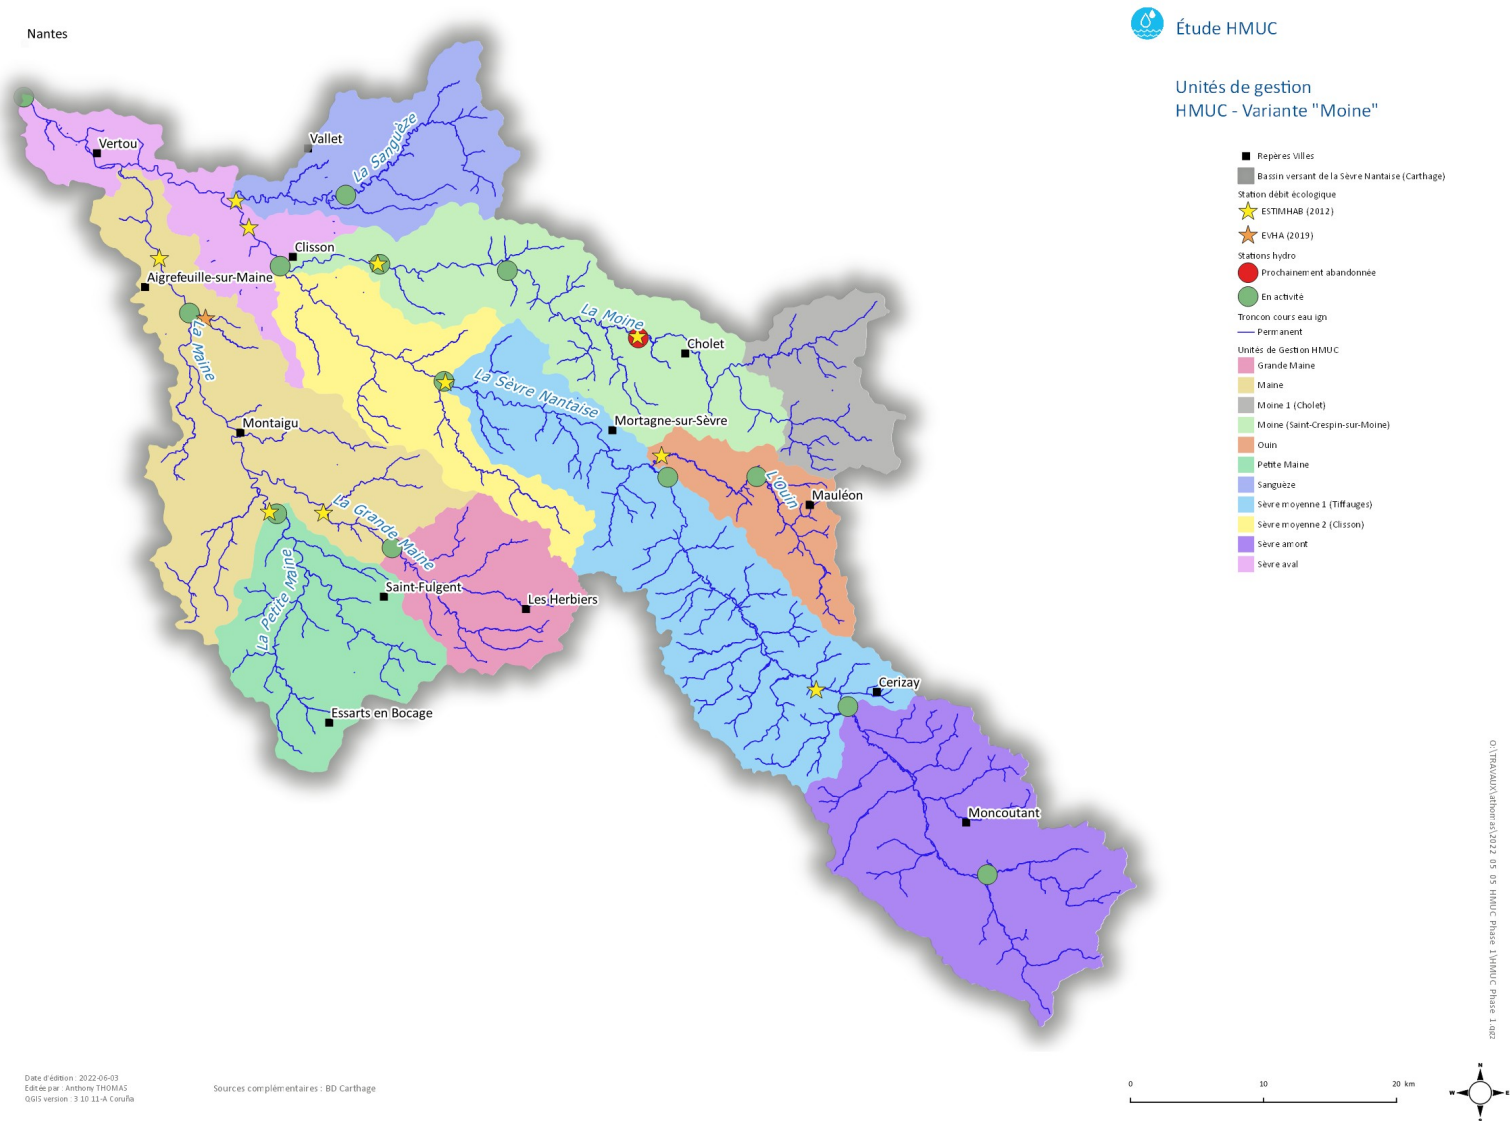 Nantes
Étude HMUC
Unités de gestion
HMUC - Variante "Moine"
Vertou
Vallet
La Sanguèze
Clisson
Aigrefeuille-sur-Maine
La Maine
La Moine
Cholet
La Sèvre Nantaise
Mortagne-sur-Sèvre
Montaigu
L'Ouin
Mauléon
La Grande Maine
La Petite Maine
Saint-Fulgent
Les Herbiers
Essarts en Bocage
Cerizay
Moncoutant
Repères Villes
Bassin versant de la Sèvre Nantaise (Carthage)
Station débit écologique
ESTIMHAB (2012)
EVHA (2019)
Stations hydro
Prochainement abandonnée
En activité
Troncon cours eau ign
Permanent
Unités de Gestion HMUC
Grande Maine
Maine
Moine 1 (Cholet)
Moine (Saint-Crespin-sur-Moine)
Ouin
Petite Maine
Sanguèze
Sèvre moyenne 1 (Tiffauges)
Sèvre moyenne 2 (Clisson)
Sèvre amont
Sèvre aval
O:\TRAVAUX\athomas\2022_05_05_HMUC_Phase_1\HMUC_Phase_1.qgz
Date d'édition : 2022-06-03
Editée par : Anthony THOMAS
QGIS version : 3.10.11-A Coruña
Sources complémentaires : BD Carthage
0 10 20 km
N
W E
S